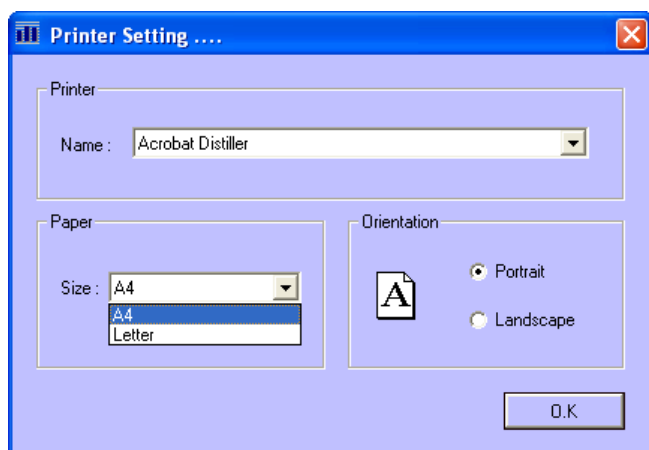 Printer Setting ....
Printer
Name : Acrobat Distiller
Paper
Size : A4
A4
Letter
Orientation
A
Portrait
Landscape
O.K